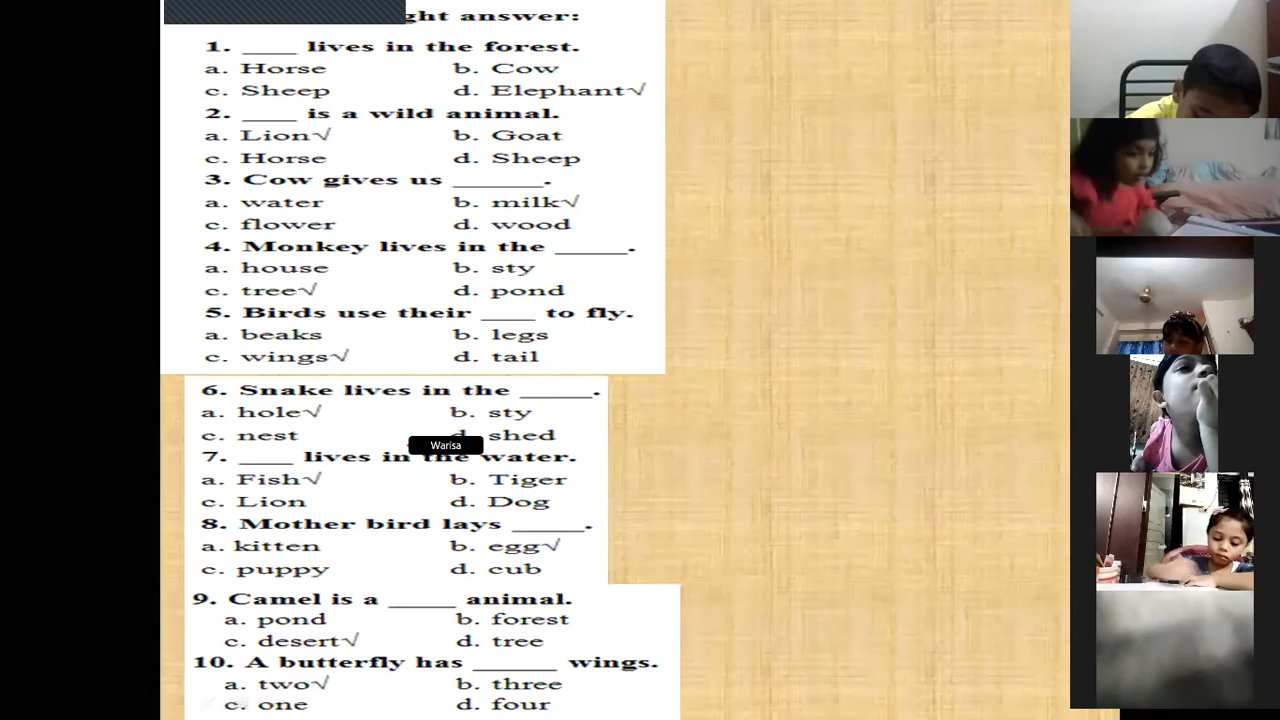 ght answer:
1. ____ lives in the forest.
a. Horse b. Cow
c. Sheep d. Elephant√
2. ____ is a wild animal.
a. Lion√ b. Goat
c. Horse d. Sheep
3. Cow gives us _______.
a. water b. milk√
c. flower d. wood
4. Monkey lives in the ______.
a. house b. sty
c. tree√ d. pond
5. Birds use their ____ to fly.
a. beaks b. legs
c. wings√ d. tail
6. Snake lives in the ______.
a. hole√ b. sty
c. nest d. shed
Warisa
7. ____ lives in the water.
a. Fish√ b. Tiger
c. Lion d. Dog
8. Mother bird lays ______.
a. kitten b. egg√
c. puppy d. cub
9. Camel is a _____ animal.
a. pond b. forest
c. desert√ d. tree
10. A butterfly has ______ wings.
a. two√ b. three
c. one d. four